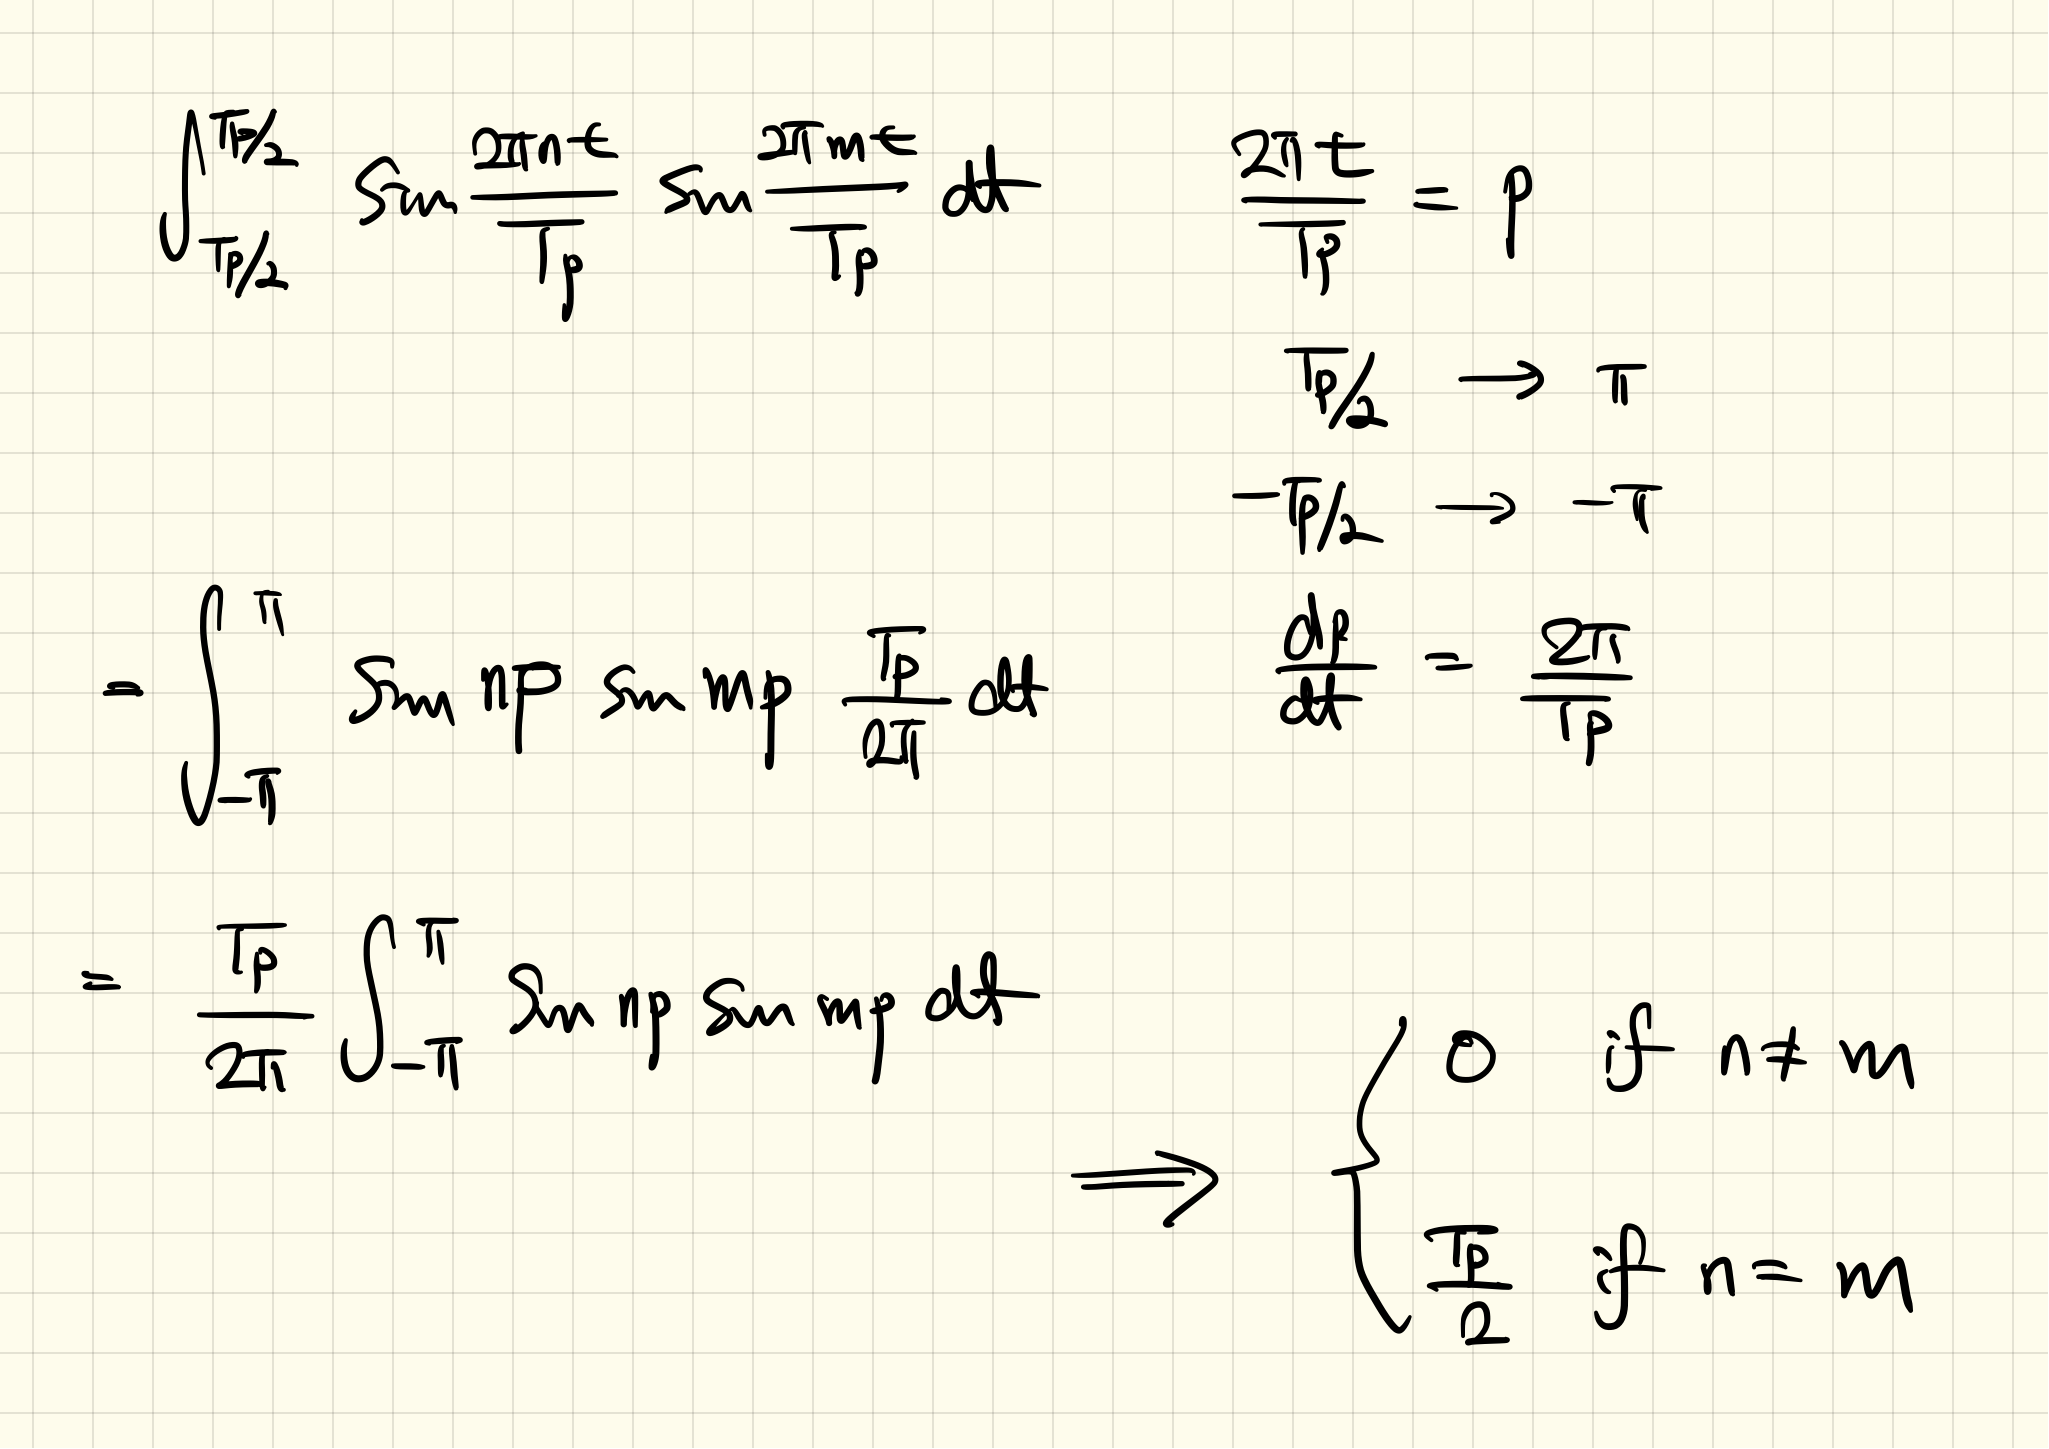 ∫_{Tp/2}^{Tp/2} sin 2πnt/Tp sin 2πmt/Tp dt
2πt/Tp = p
Tp/2 → π
-Tp/2 → -π
dp/dt = 2π/Tp
= ∫_{-π}^{π} sin np sin mp Tp/2π dt
= Tp/2π ∫_{-π}^{π} sin np sin mp dt
⟹ { 0 if n ≠ m
Tp/2 if n = m